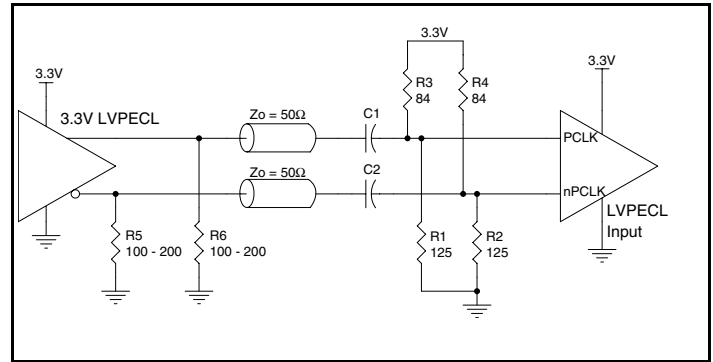 3.3V
3.3V LVPECL
Zo = 50Ω
Zo = 50Ω
C1
C2
3.3V
R3
84
R4
84
3.3V
PCLK
nPCLK
LVPECL
Input
R5
100 - 200
R6
100 - 200
R1
125
R2
125